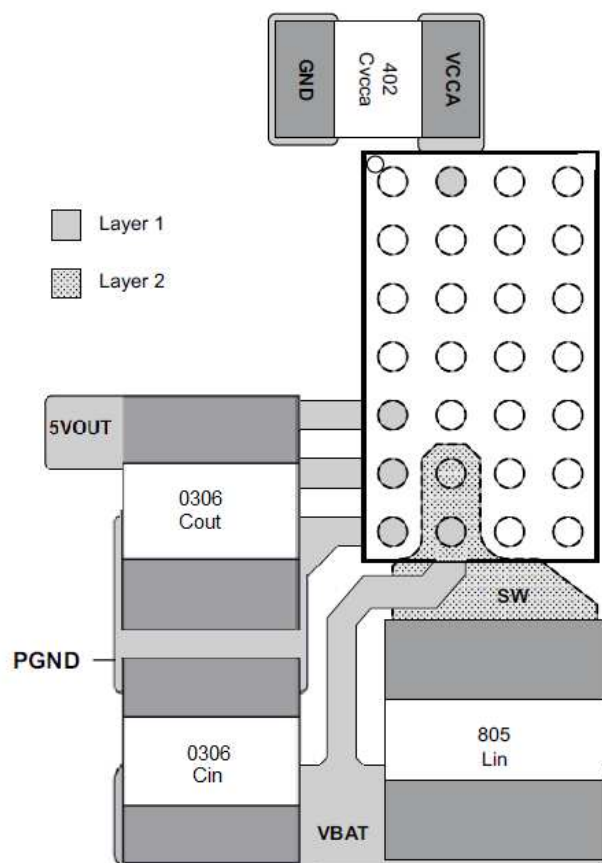 GND
402
Cvcca
VCCA
Layer 1
Layer 2
5VOUT
0306
Cout
SW
PGND
0306
Cin
805
Lin
VBAT